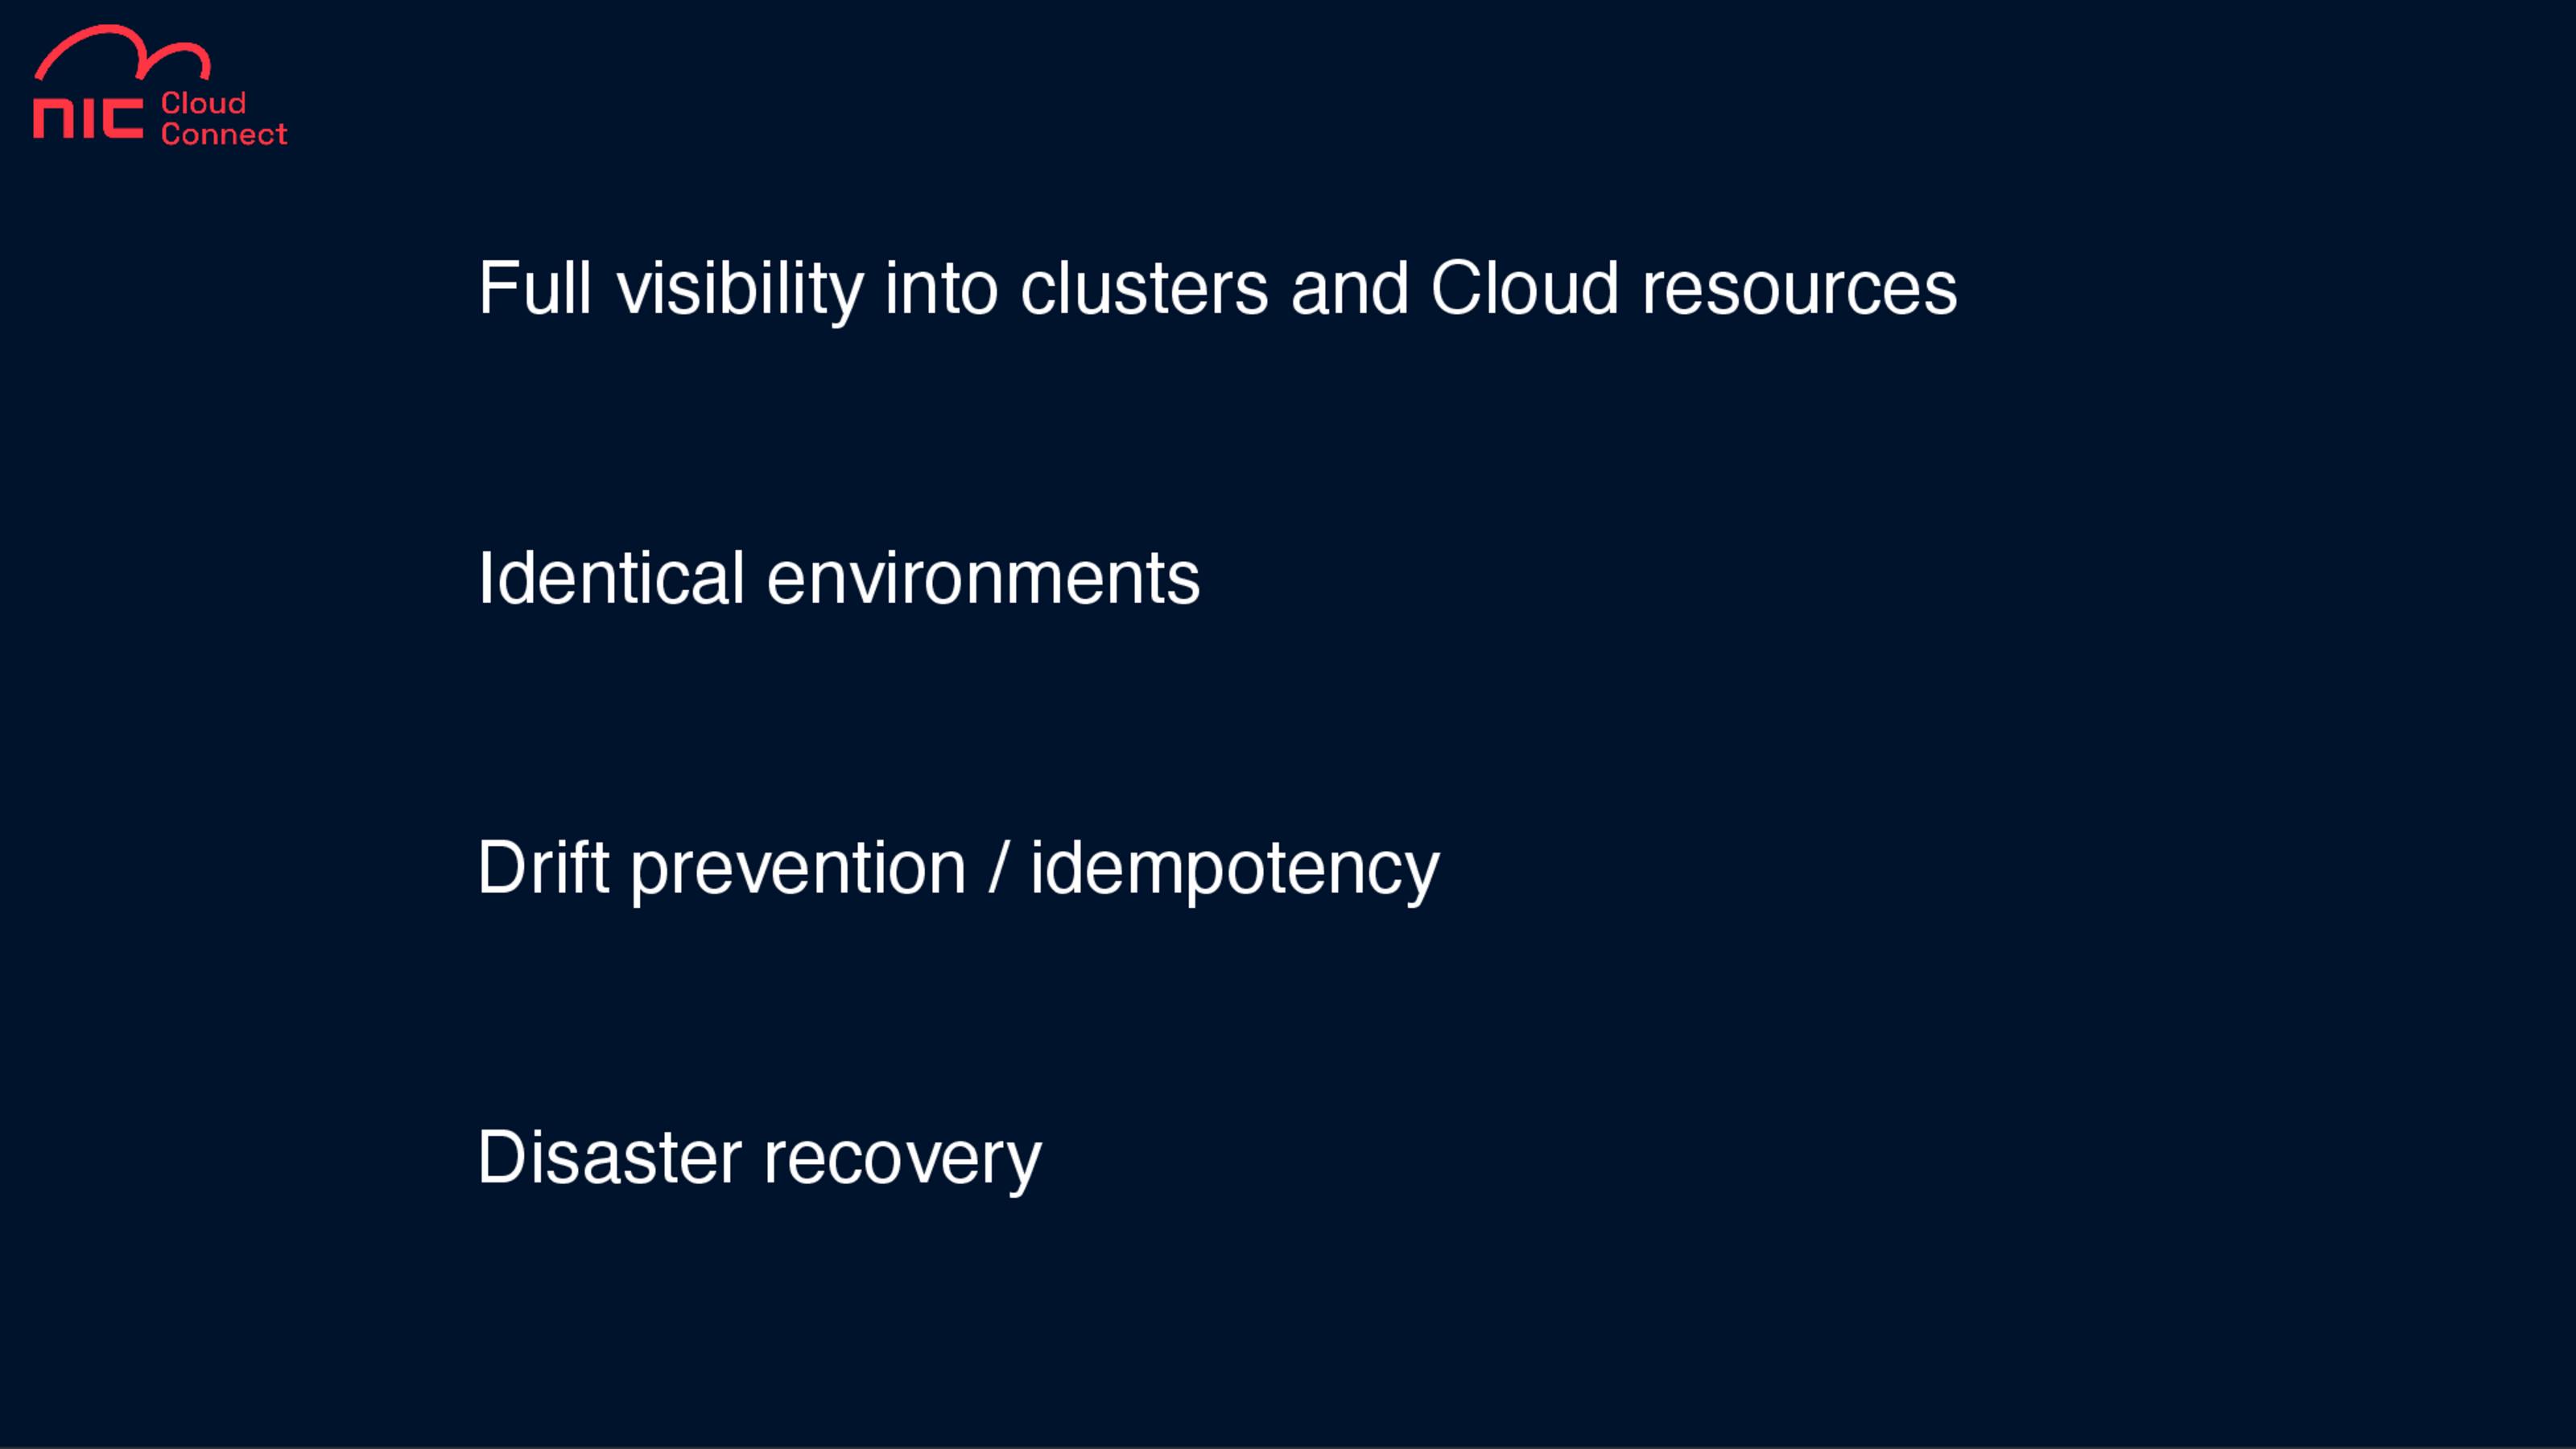 NIC Cloud
Connect
Full visibility into clusters and Cloud resources
Identical environments
Drift prevention / idempotency
Disaster recovery